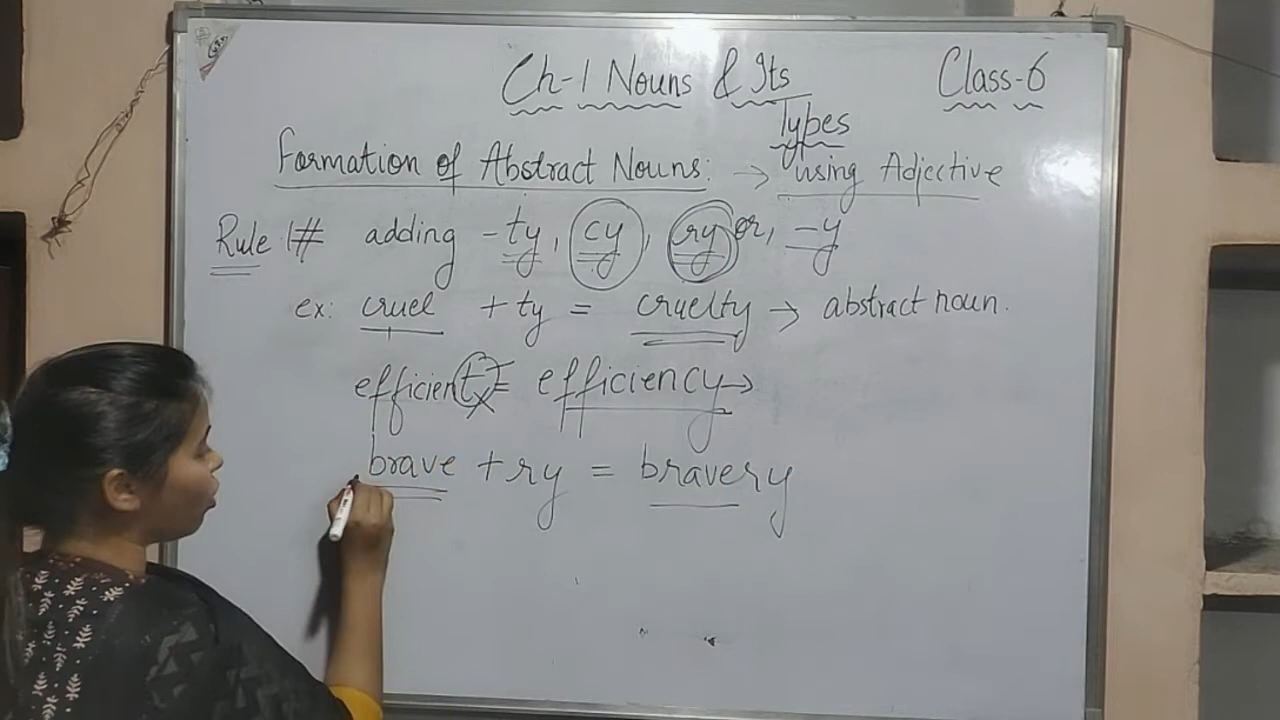 Ch-1 Nouns & Its Types
Class-6
Formation of Abstract Nouns: → using Adjective
Rule 1# adding -ty, cy, ry or, -y
ex: cruel + ty = cruelty → abstract noun.
efficient = efficiency →
brave + ry = bravery